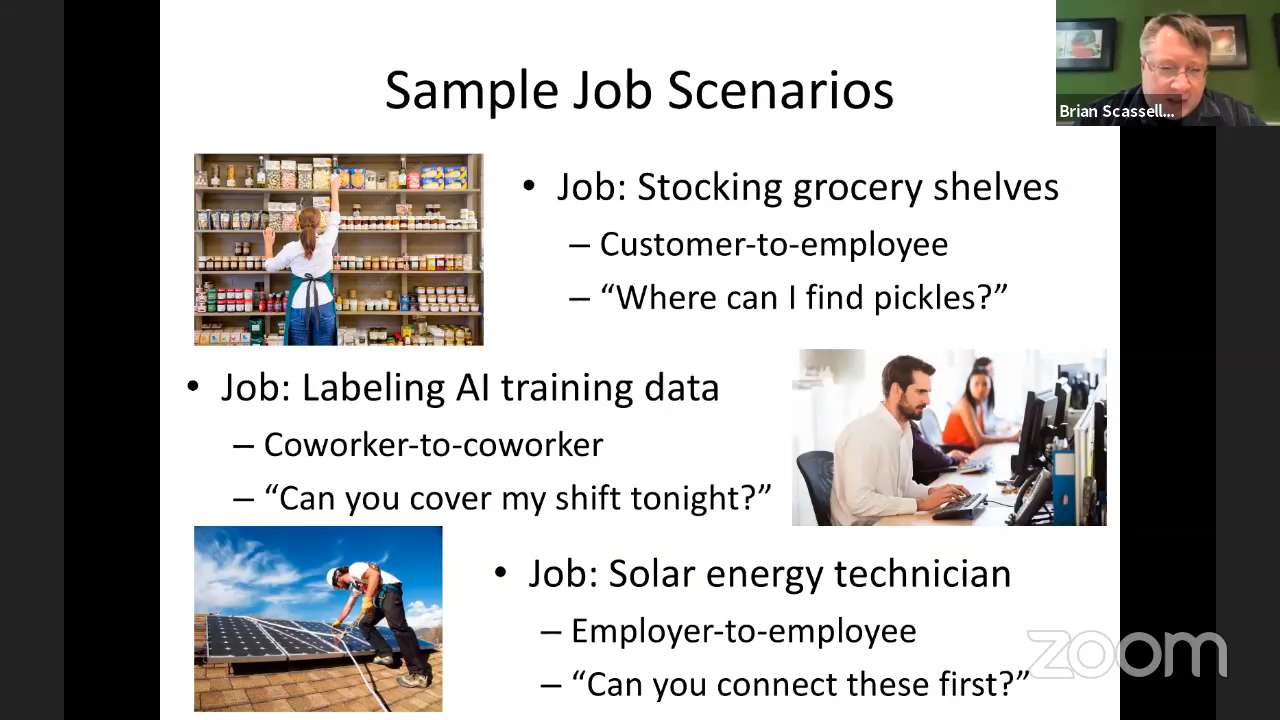 Sample Job Scenarios
Brian Scassell...
• Job: Stocking grocery shelves
– Customer-to-employee
– “Where can I find pickles?”
• Job: Labeling AI training data
– Coworker-to-coworker
– “Can you cover my shift tonight?”
• Job: Solar energy technician
– Employer-to-employee
– “Can you connect these first?”
zoom